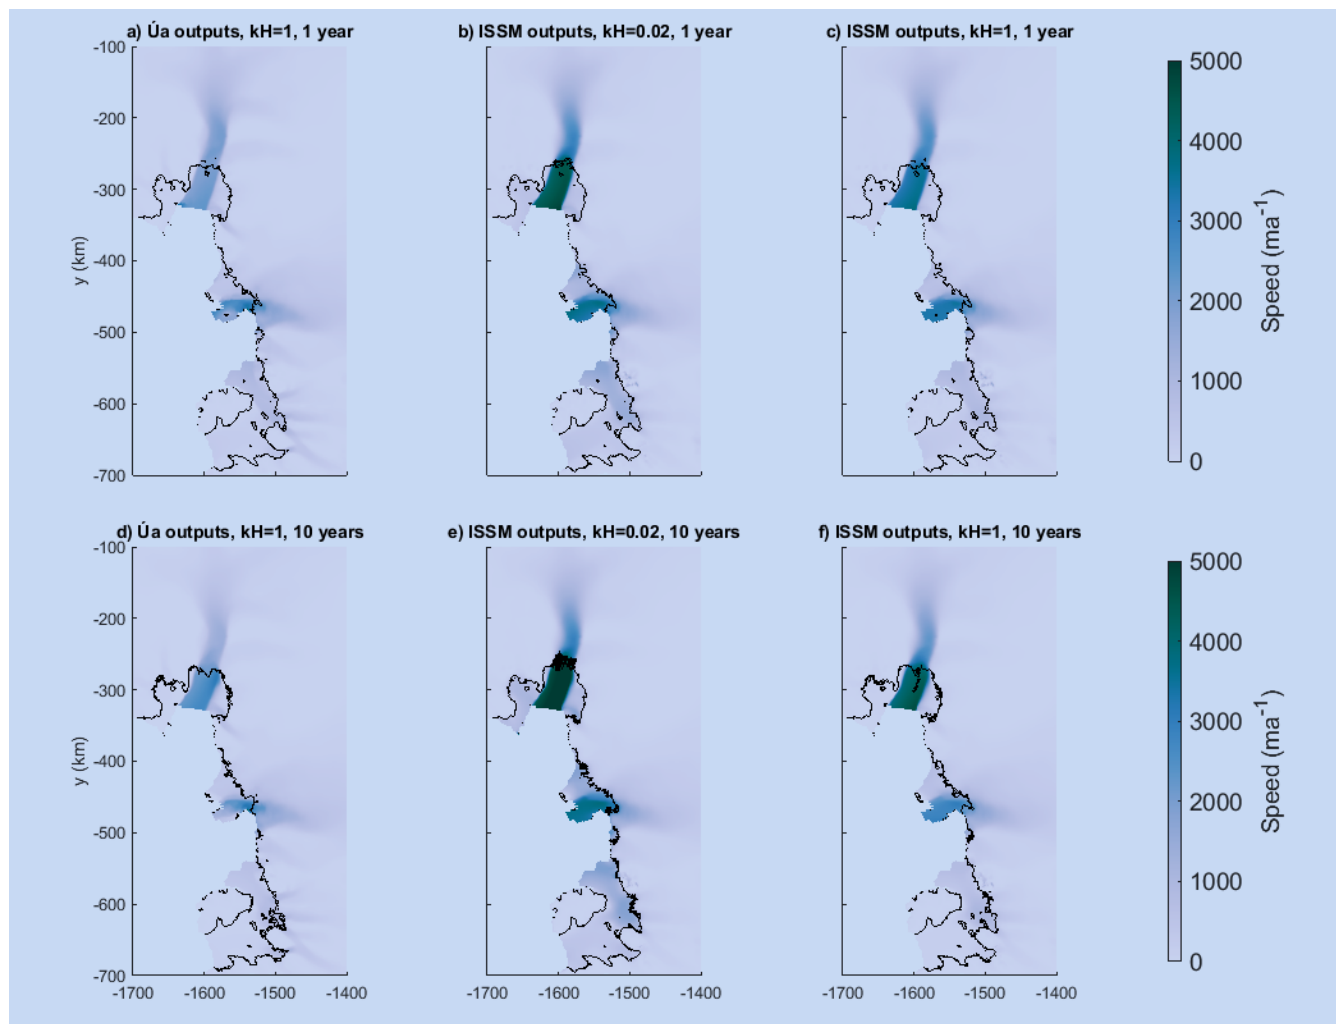 a) Úa outputs, kH=1, 1 year
b) ISSM outputs, kH=0.02, 1 year
c) ISSM outputs, kH=1, 1 year
-100
-200
-300
-400
-500
-600
-700
y (km)
5000
4000
3000
2000
1000
0
Speed (ma⁻¹)
d) Úa outputs, kH=1, 10 years
e) ISSM outputs, kH=0.02, 10 years
f) ISSM outputs, kH=1, 10 years
-100
-200
-300
-400
-500
-600
-700
y (km)
-1700 -1600 -1500 -1400
-1700 -1600 -1500 -1400
-1700 -1600 -1500 -1400
5000
4000
3000
2000
1000
0
Speed (ma⁻¹)